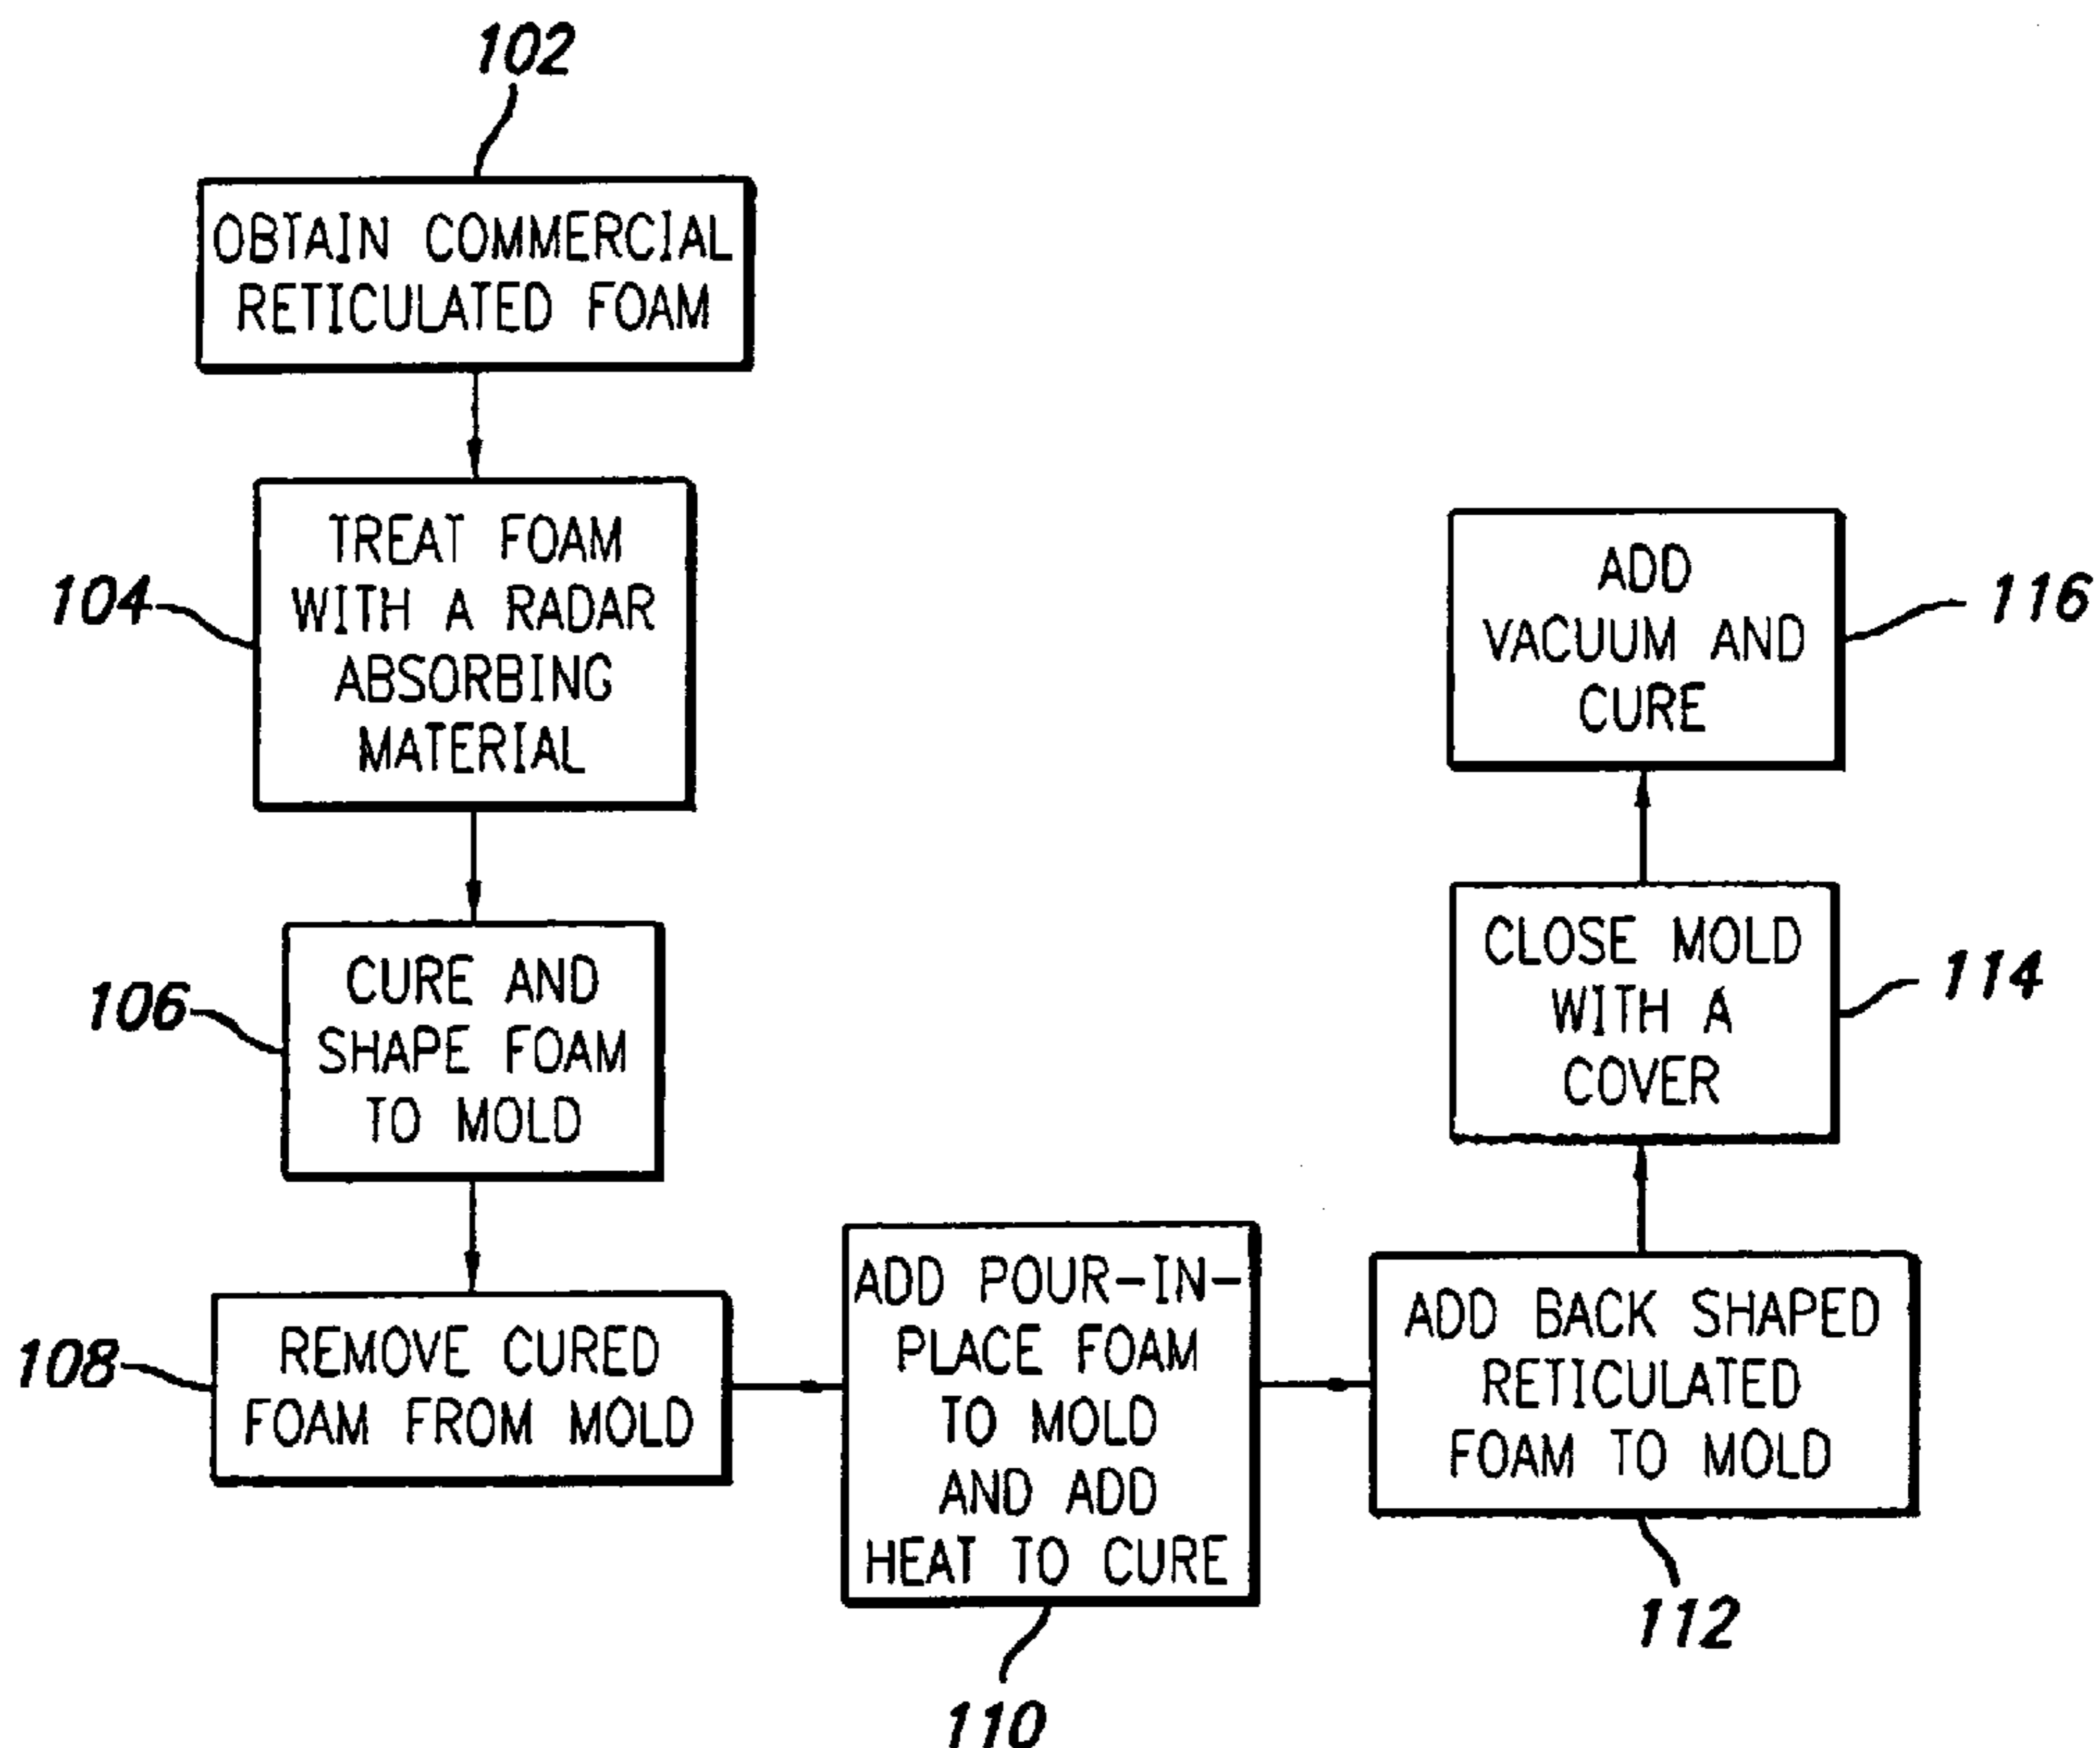 102
OBTAIN COMMERCIAL
RETICULATED FOAM
104
TREAT FOAM
WITH A RADAR
ABSORBING
MATERIAL
106
CURE AND
SHAPE FOAM
TO MOLD
108
REMOVE CURED
FOAM FROM MOLD
ADD POUR-IN-
PLACE FOAM
TO MOLD
AND ADD
HEAT TO CURE
110
ADD BACK SHAPED
RETICULATED
FOAM TO MOLD
112
CLOSE MOLD
WITH A
COVER
114
ADD
VACUUM AND
CURE
116